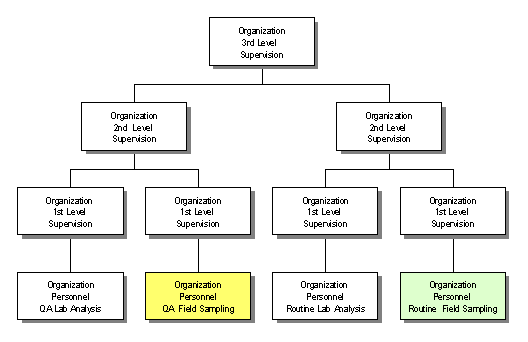 Organization
3rd Level
Supervision
Organization
2nd Level
Supervision
Organization
2nd Level
Supervision
Organization
1st Level
Supervision
Organization
1st Level
Supervision
Organization
1st Level
Supervision
Organization
1st Level
Supervision
Organization
Personnel
QA Lab Analysis
Organization
Personnel
QA Field Sampling
Organization
Personnel
Routine Lab Analysis
Organization
Personnel
Routine Field Sampling